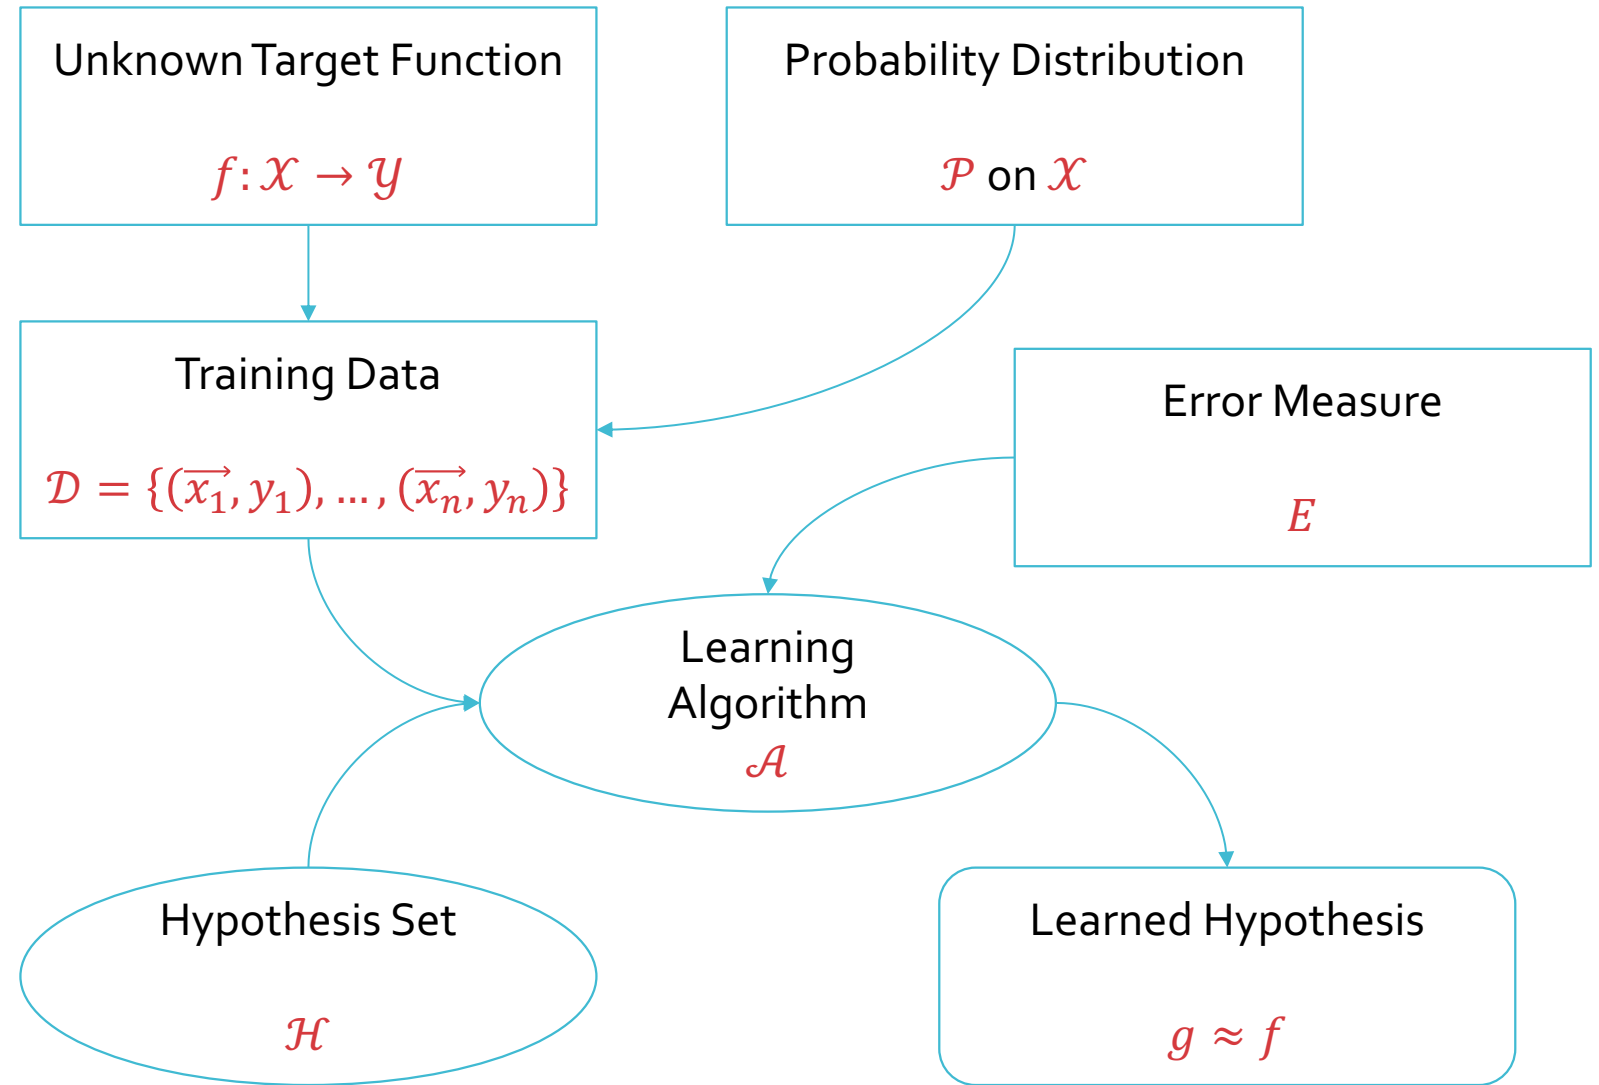 Unknown Target Function
f: 𝒳 → 𝒴
Probability Distribution
𝒫 on 𝒳
Training Data
𝒟 = {(x⃗₁, y₁), … , (x⃗ₙ, yₙ)}
Error Measure
E
Learning
Algorithm
𝒜
Hypothesis Set
ℋ
Learned Hypothesis
g ≈ f